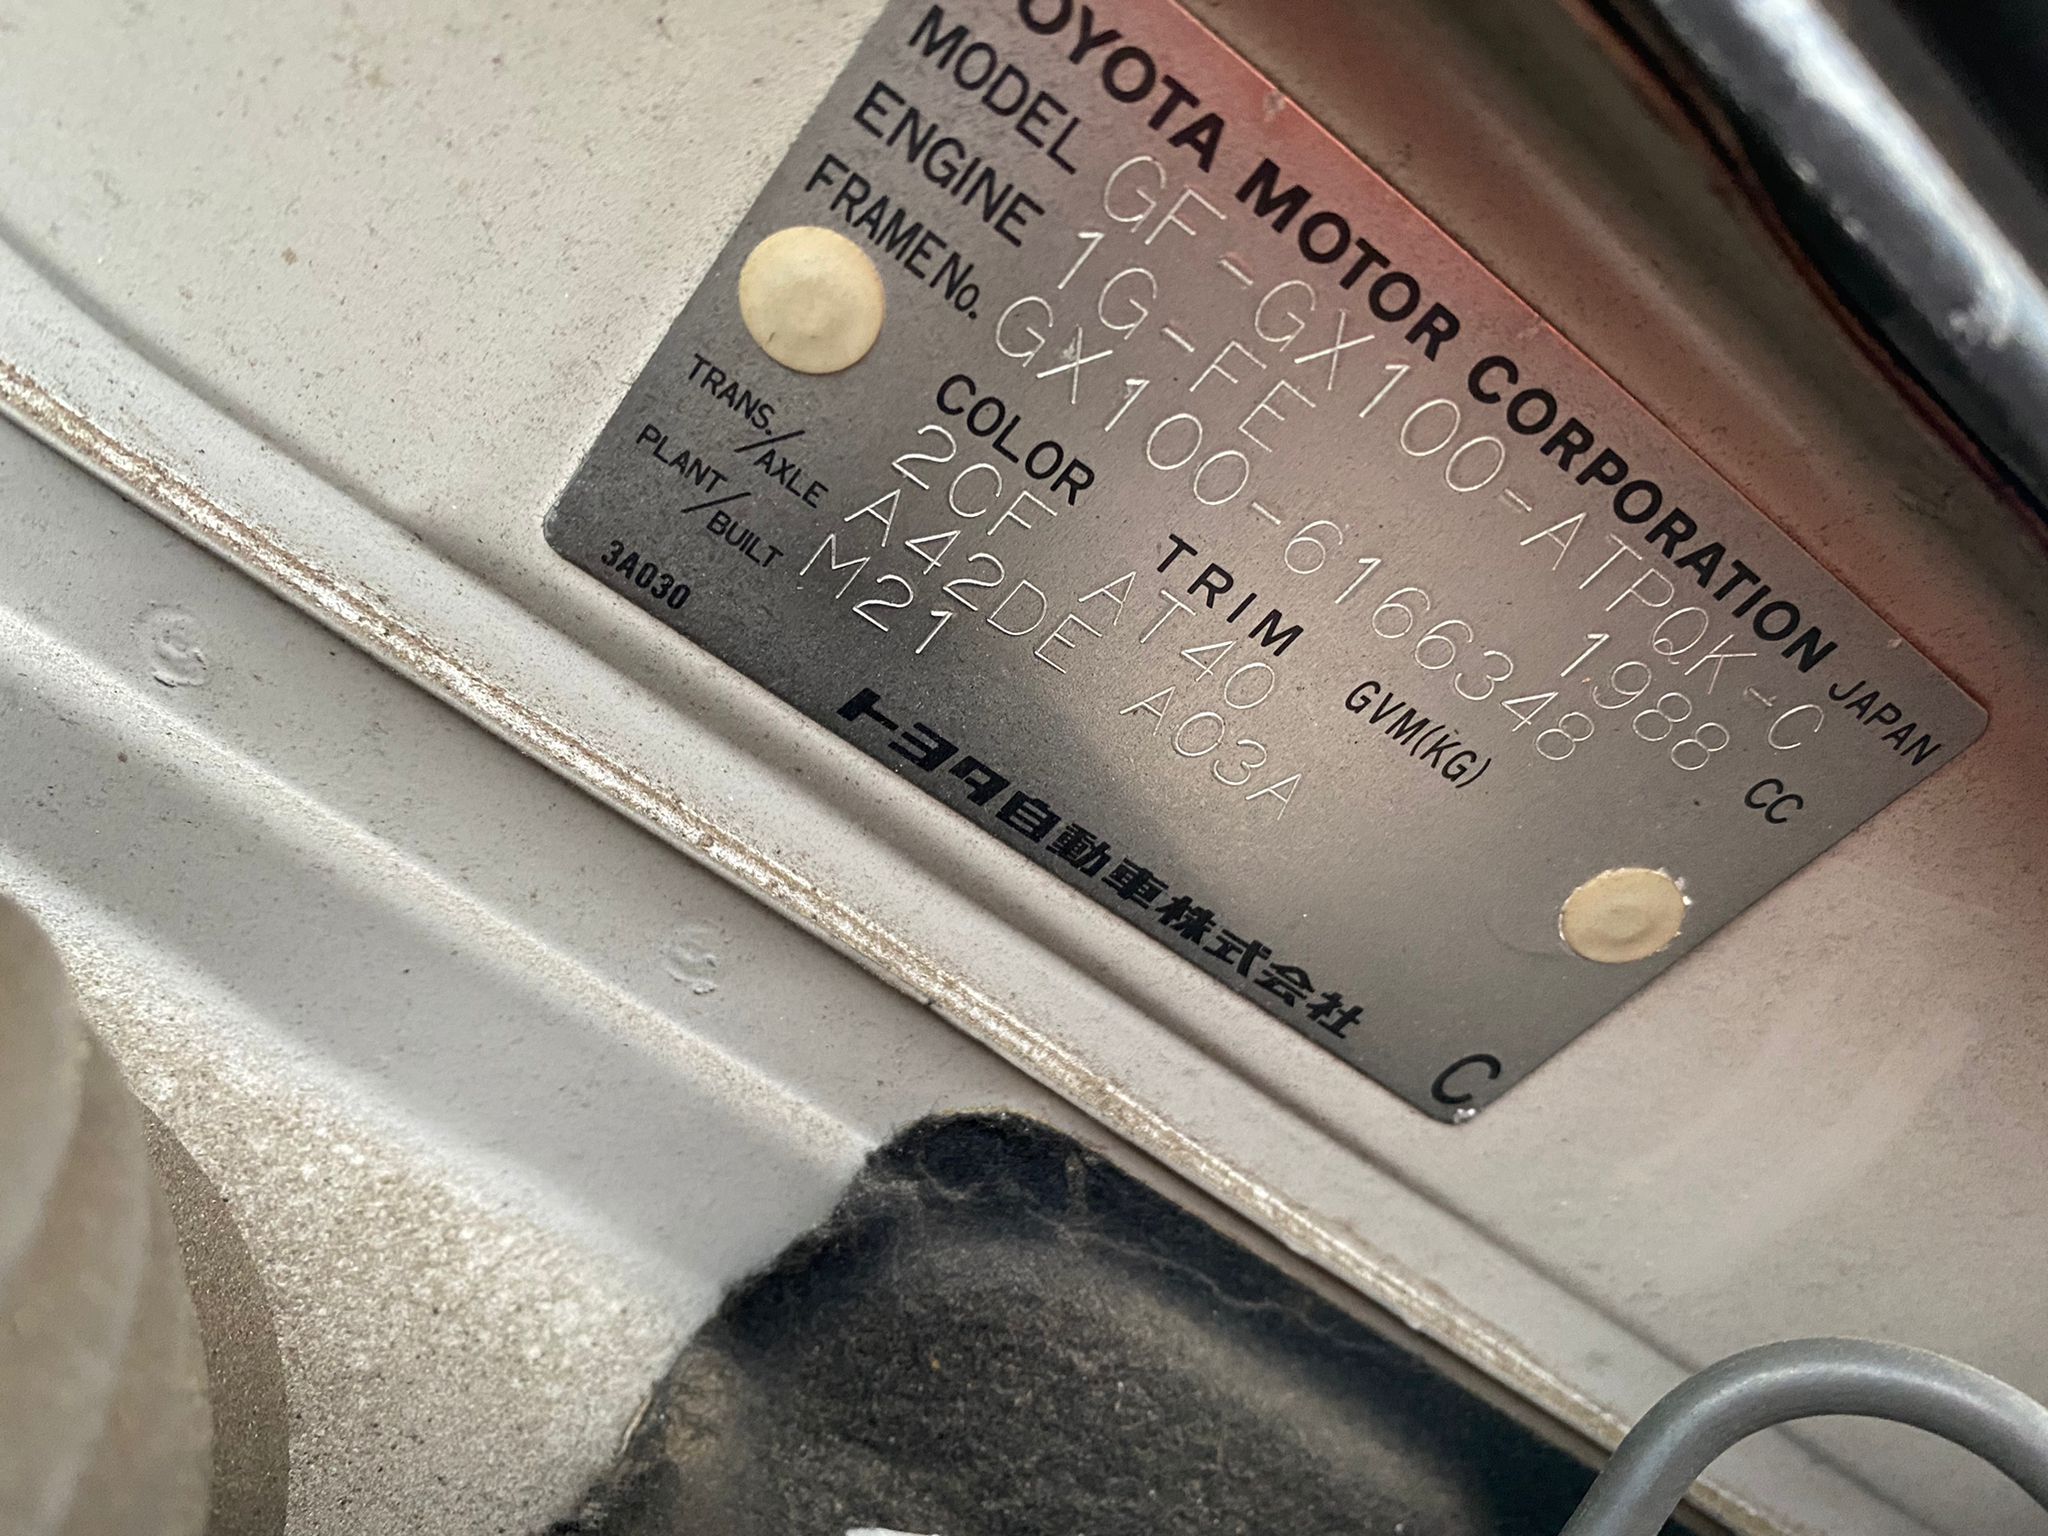 OYOTA MOTOR CORPORATION JAPAN
MODEL GF-GX100-ATPQK-C
ENGINE 1G-FE 1988 CC
FRAME No. GX100-6166348
COLOR TRIM GVM(KG)
2CF AT40
TRANS./AXLE A42DE A03A
PLANT/BUILT M21
3A030 トヨタ自動車株式会社 C